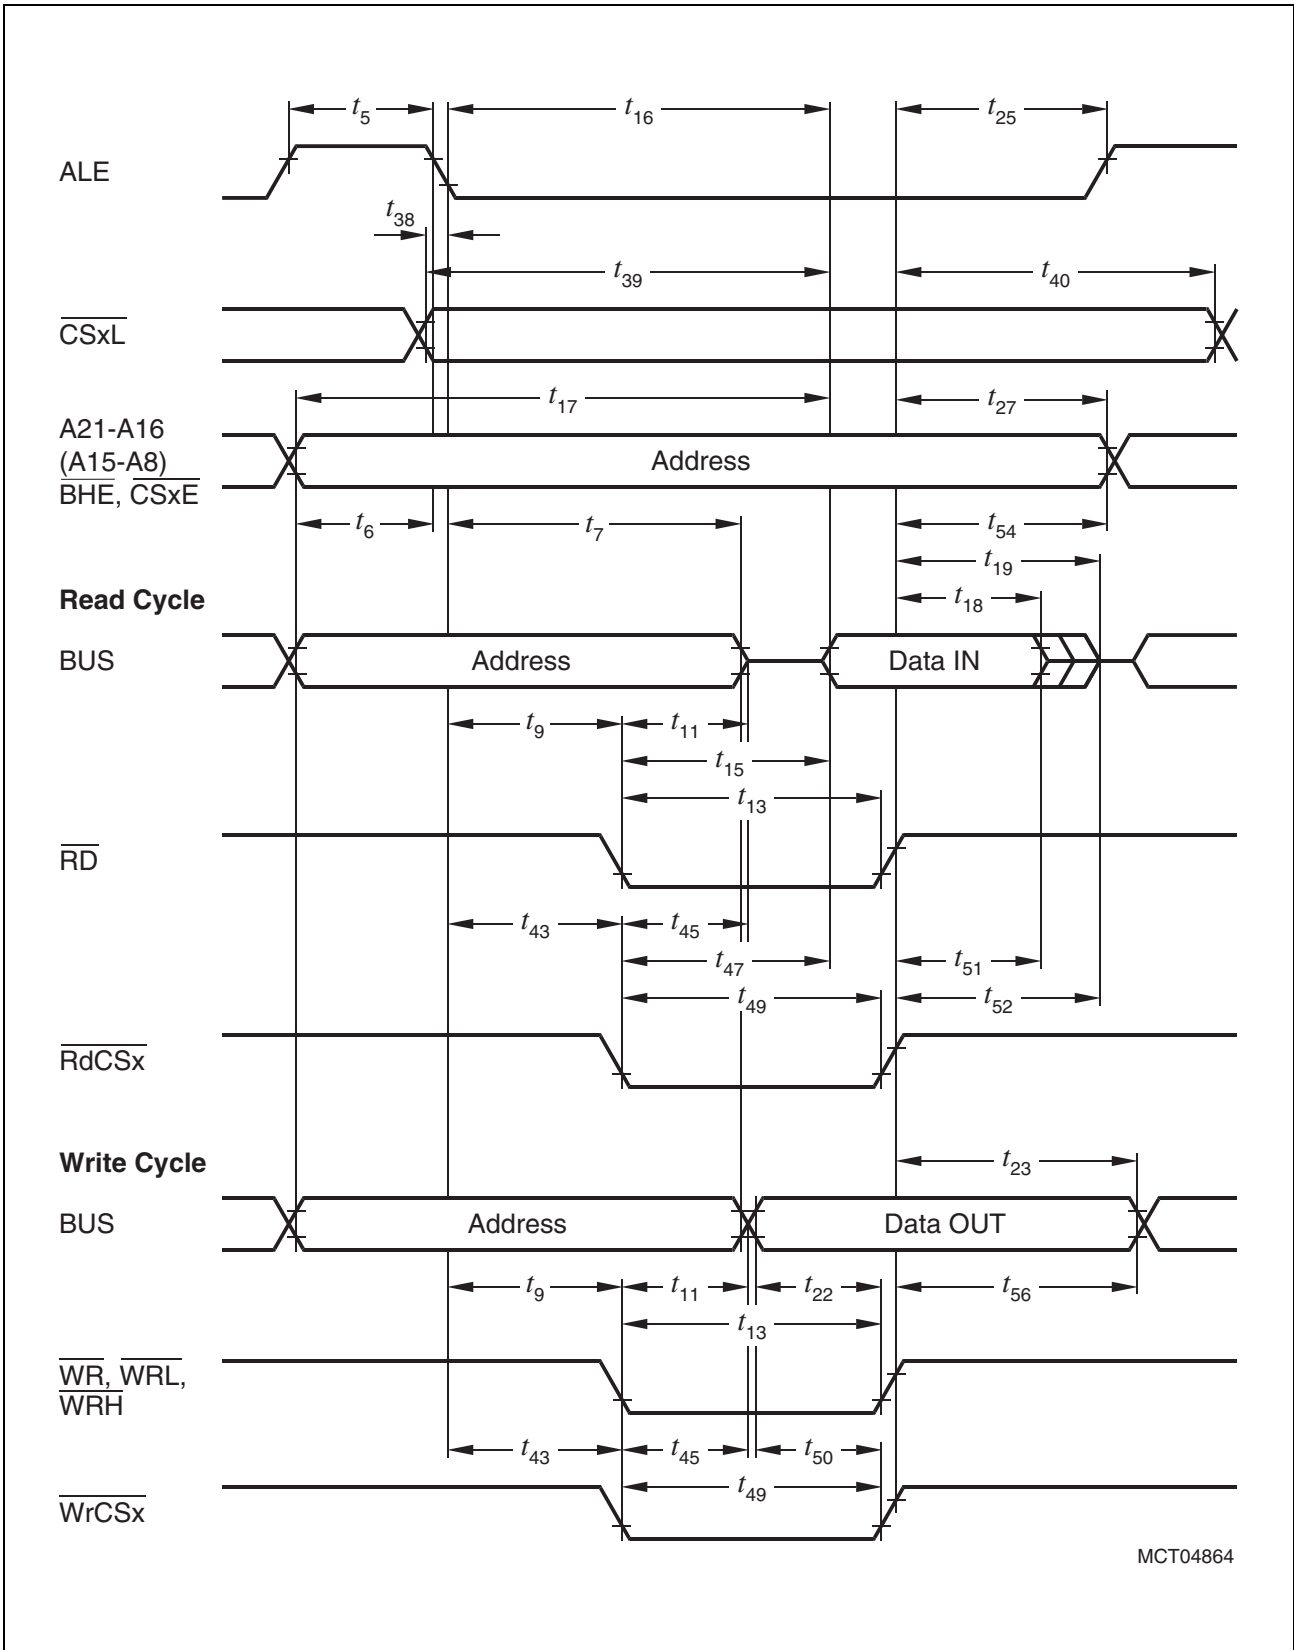 t5 t16 t25
ALE
t38
t39 t40
CSxL
t17 t27
A21-A16
(A15-A8)
BHE, CSxE
Address
t6 t7 t54
t19
Read Cycle
t18
BUS Address Data IN
t9 t11
t15
t13
RD
t43 t45
t47 t51
t49 t52
RdCSx
Write Cycle
t23
BUS Address Data OUT
t9 t11 t22 t56
t13
WR, WRL,
WRH
t43 t45 t50
t49
WrCSx
MCT04864